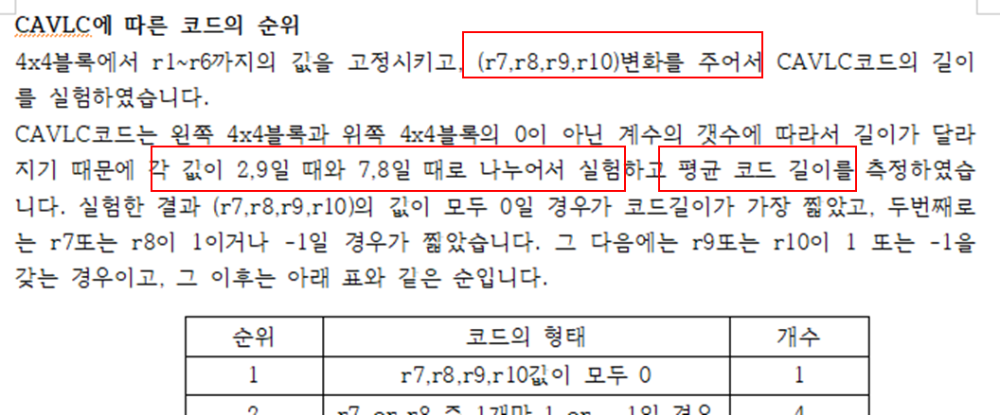 CAVLC에 따른 코드의 순위
4x4블록에서 r1~r6까지의 값을 고정시키고, (r7,r8,r9,r10)변화를 주어서 CAVLC코드의 길이
를 실험하였습니다.
CAVLC코드는 왼쪽 4x4블록과 위쪽 4x4블록의 0이 아닌 계수의 갯수에 따라서 길이가 달라
지기 때문에 각 값이 2,9일 때와 7,8일 때로 나누어서 실험하고 평균 코드 길이를 측정하였습
니다. 실험한 결과 (r7,r8,r9,r10)의 값이 모두 0일 경우가 코드길이가 가장 짧았고, 두번째로
는 r7또는 r8이 1이거나 -1일 경우가 짧았습니다. 그 다음에는 r9또는 r10이 1 또는 -1을
갖는 경우이고, 그 이후는 아래 표와 같은 순입니다.
순위 코드의 형태 개수
1 r7,r8,r9,r10값이 모두 0 1
2 r7 or r8 중 1개만 1 or -1인 경우 4